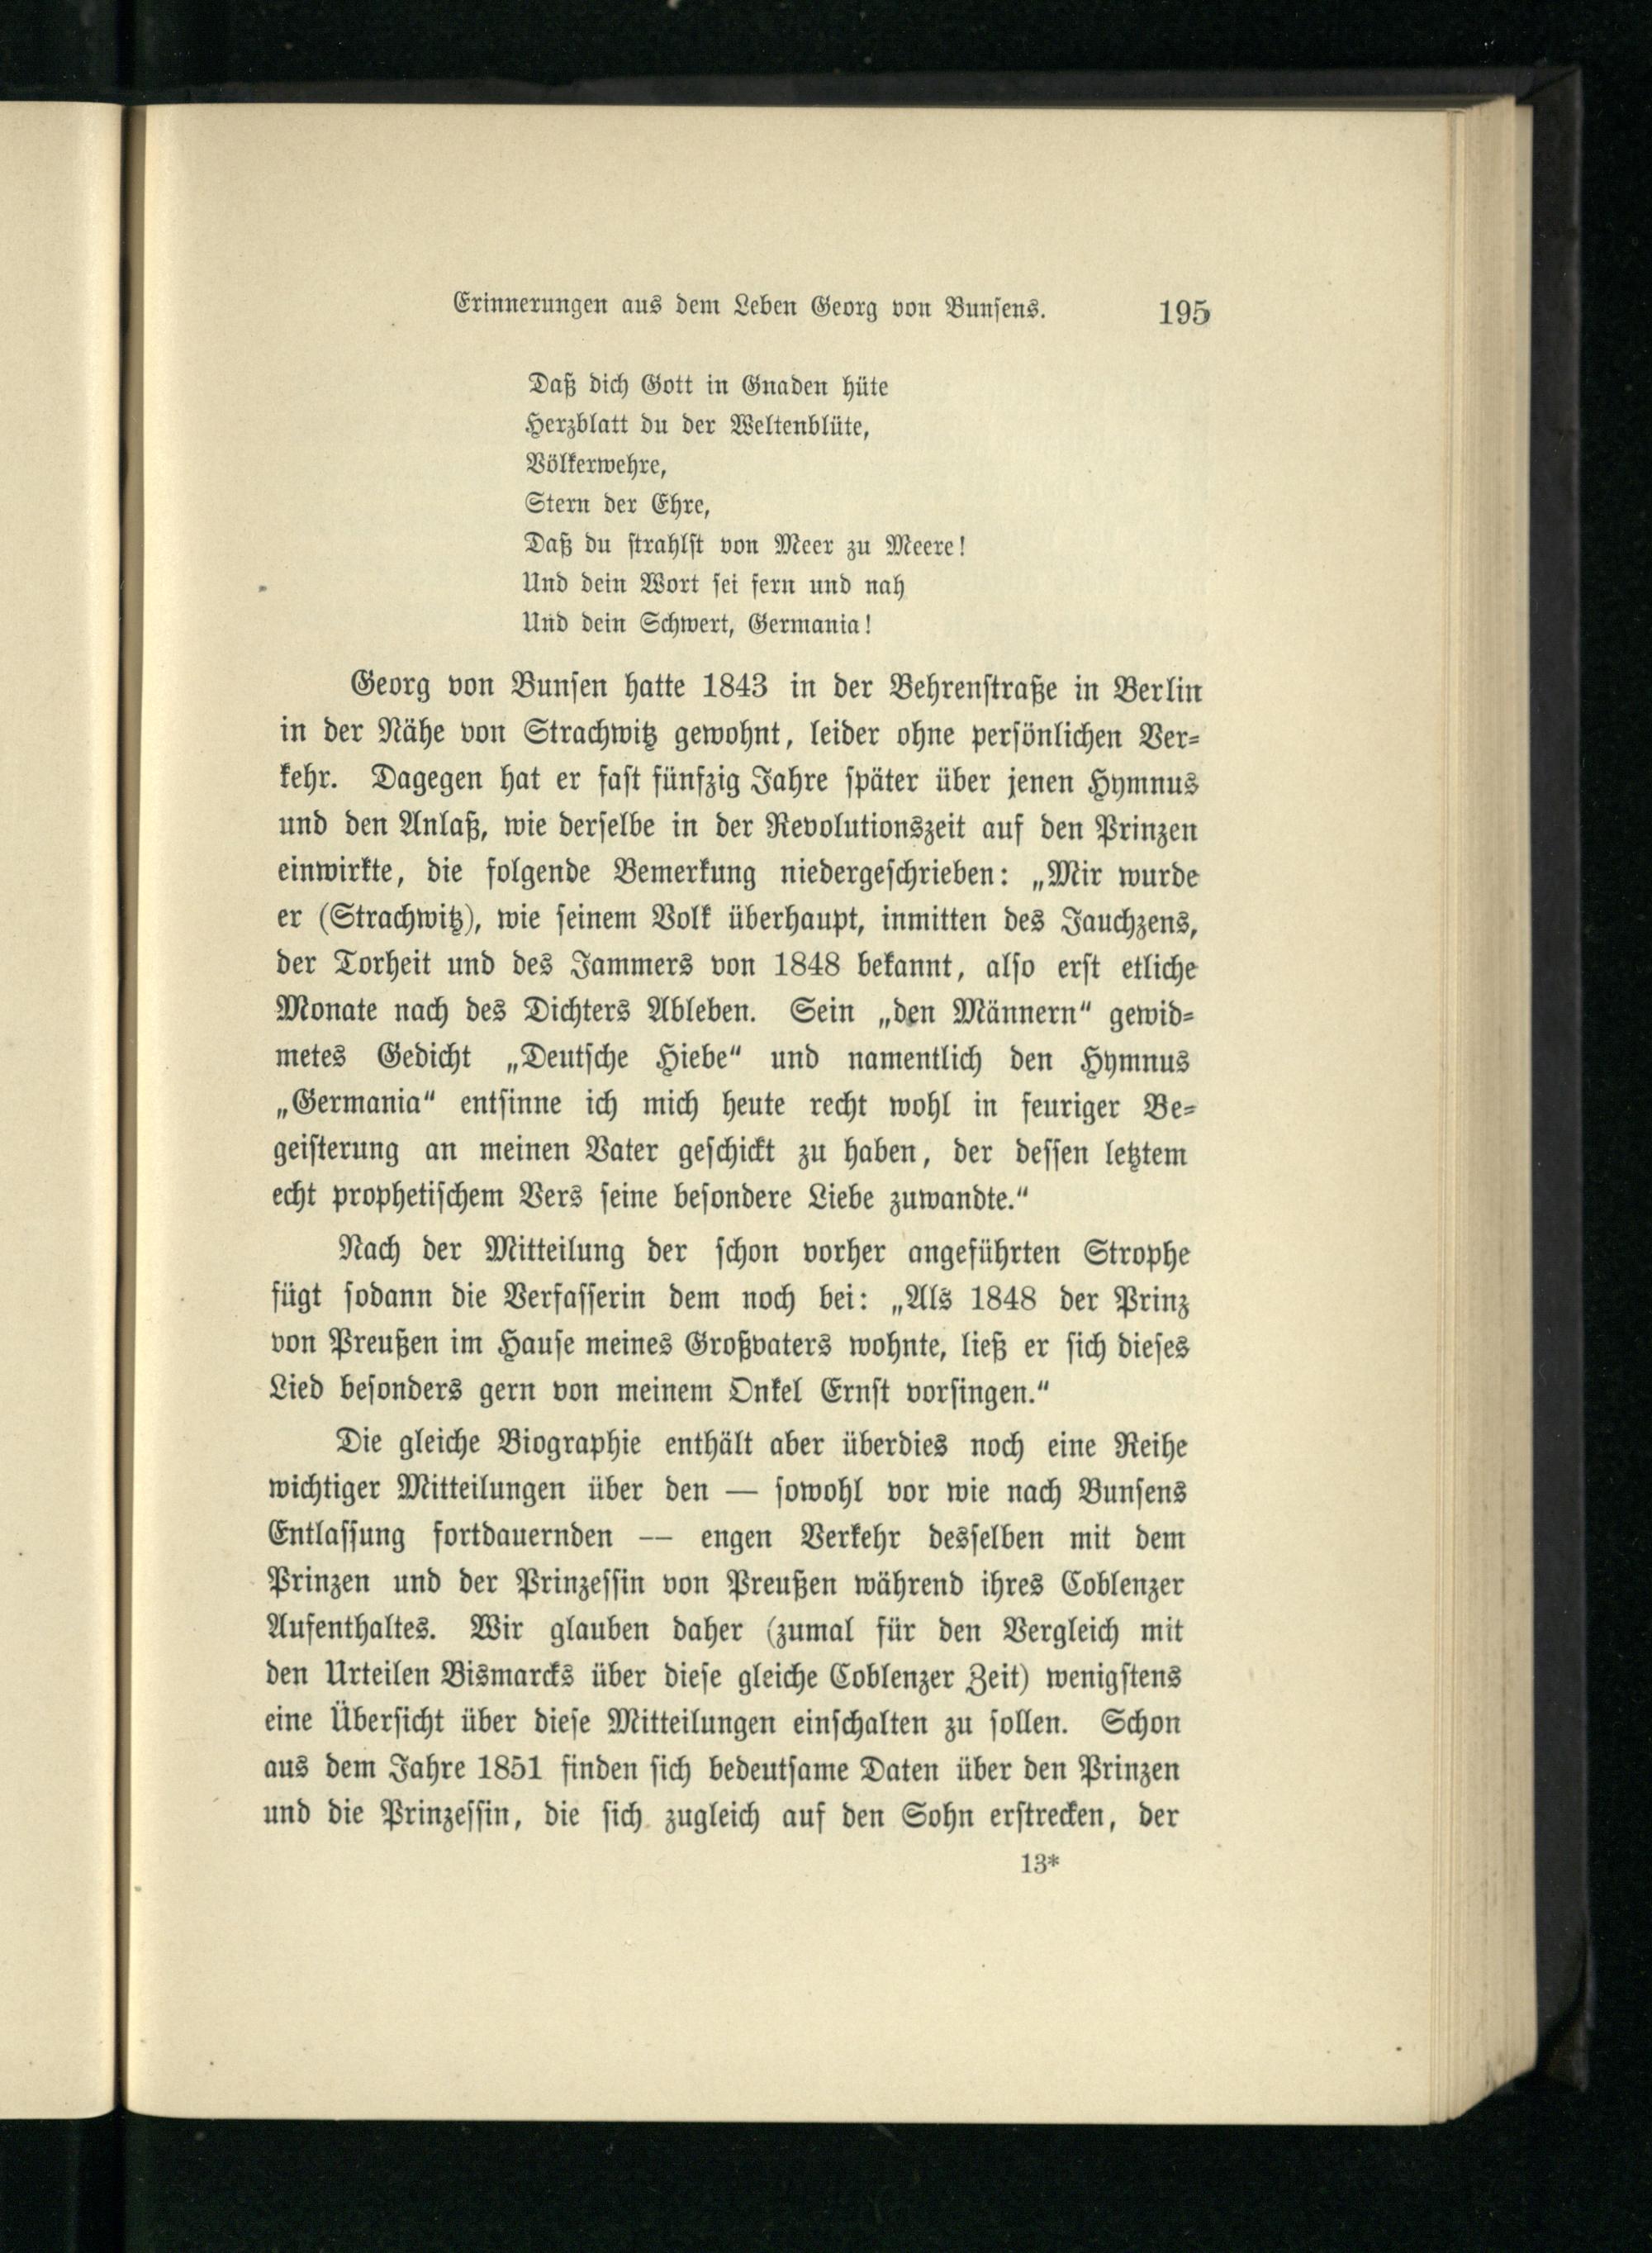 Erinnerungen aus dem Leben Georg von Bunsens. 195
Daß dich Gott in Gnaden hüte
Herzblatt du der Weltenblüte,
Völkerwehre,
Stern der Ehre,
Daß du strahlst von Meer zu Meere!
Und dein Wort sei fern und nah
Und dein Schwert, Germania!
Georg von Bunsen hatte 1843 in der Behrenstraße in Berlin
in der Nähe von Strachwitz gewohnt, leider ohne persönlichen Ver-
kehr. Dagegen hat er fast fünfzig Jahre später über jenen Hymnus
und den Anlaß, wie derselbe in der Revolutionszeit auf den Prinzen
einwirkte, die folgende Bemerkung niedergeschrieben: „Mir wurde
er (Strachwitz), wie seinem Volk überhaupt, inmitten des Jauchzens,
der Torheit und des Jammers von 1848 bekannt, also erst etliche
Monate nach des Dichters Ableben. Sein „den Männern“ gewid-
metes Gedicht „Deutsche Hiebe“ und namentlich den Hymnus
„Germania“ entsinne ich mich heute recht wohl in feuriger Be-
geisterung an meinen Vater geschickt zu haben, der dessen letztem
echt prophetischem Vers seine besondere Liebe zuwandte.“
Nach der Mitteilung der schon vorher angeführten Strophe
fügt sodann die Verfasserin dem noch bei: „Als 1848 der Prinz
von Preußen im Hause meines Großvaters wohnte, ließ er sich dieses
Lied besonders gern von meinem Onkel Ernst vorsingen.“
Die gleiche Biographie enthält aber überdies noch eine Reihe
wichtiger Mitteilungen über den — sowohl vor wie nach Bunsens
Entlassung fortdauernden — engen Verkehr desselben mit dem
Prinzen und der Prinzessin von Preußen während ihres Coblenzer
Aufenthaltes. Wir glauben daher (zumal für den Vergleich mit
den Urteilen Bismarcks über diese gleiche Coblenzer Zeit) wenigstens
eine Übersicht über diese Mitteilungen einschalten zu sollen. Schon
aus dem Jahre 1851 finden sich bedeutsame Daten über den Prinzen
und die Prinzessin, die sich zugleich auf den Sohn erstrecken, der
13*